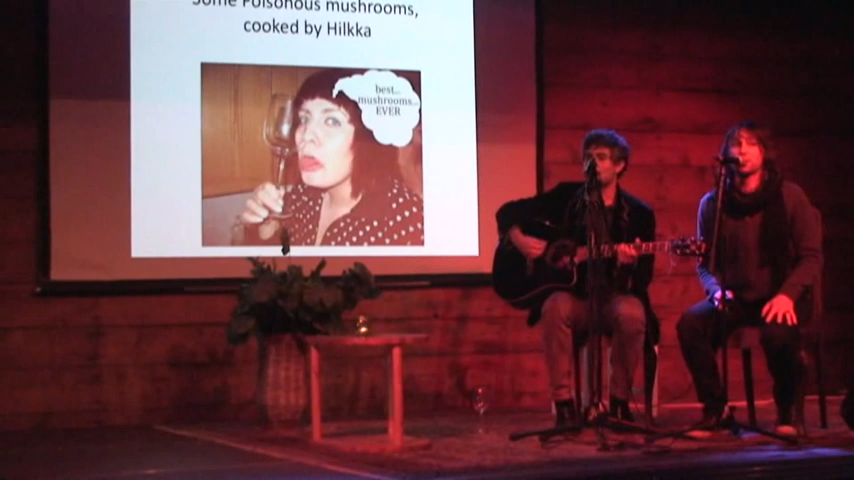 Some Poisonous mushrooms,
cooked by Hilkka
best...
mushrooms...
EVER